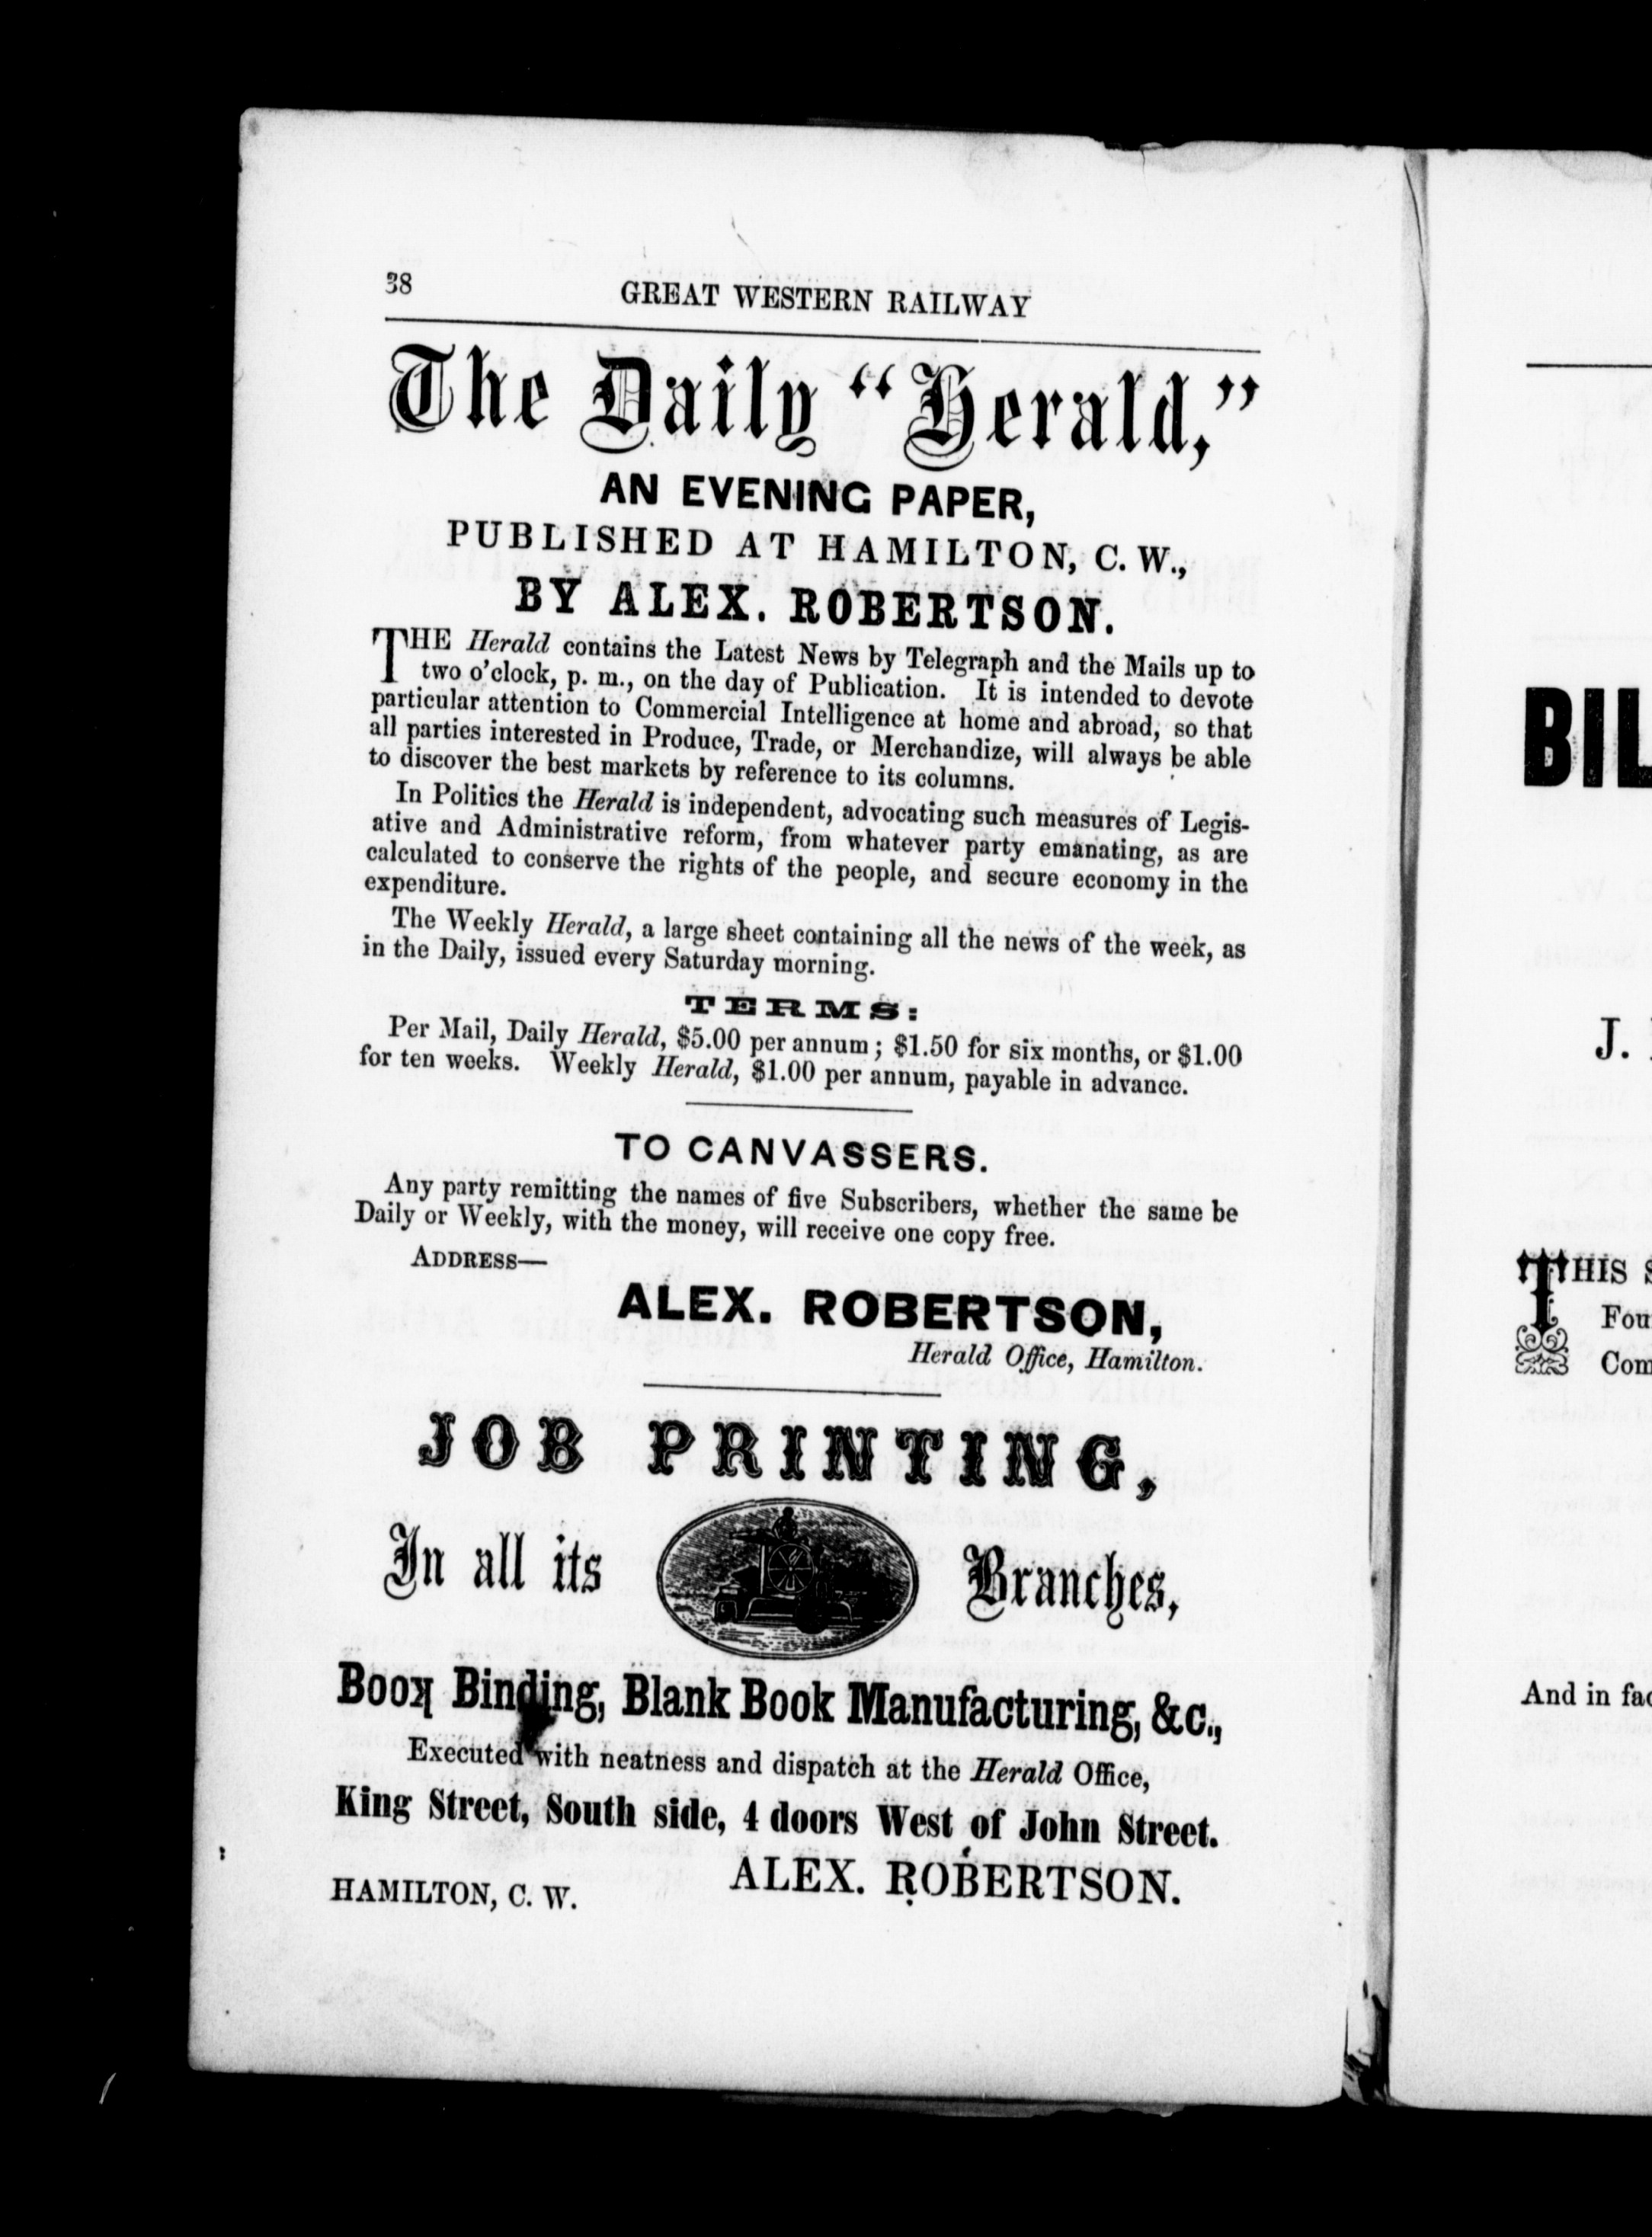 38
GREAT WESTERN RAILWAY
The Daily “Herald,”
AN EVENING PAPER,
PUBLISHED AT HAMILTON, C. W.,
BY ALEX. ROBERTSON.
THE Herald contains the Latest News by Telegraph and the Mails up to
two o'clock, p. m., on the day of Publication. It is intended to devote
particular attention to Commercial Intelligence at home and abroad, so that
all parties interested in Produce, Trade, or Merchandize, will always be able
to discover the best markets by reference to its columns.
In Politics the Herald is independent, advocating such measures of Legis-
ative and Administrative reform, from whatever party emanating, as are
calculated to conserve the rights of the people, and secure economy in the
expenditure.
The Weekly Herald, a large sheet containing all the news of the week, as
in the Daily, issued every Saturday morning.
TERMS:
Per Mail, Daily Herald, $5.00 per annum; $1.50 for six months, or $1.00
for ten weeks. Weekly Herald, $1.00 per annum, payable in advance.
TO CANVASSERS.
Any party remitting the names of five Subscribers, whether the same be
Daily or Weekly, with the money, will receive one copy free.
ADDRESS—
ALEX. ROBERTSON,
Herald Office, Hamilton.
JOB PRINTING,
In all its Branches,
Book Binding, Blank Book Manufacturing, &c.,
Executed with neatness and dispatch at the Herald Office,
King Street, South side, 4 doors West of John Street.
ALEX. ROBERTSON.
HAMILTON, C. W.
BIL
J.
THIS
Fou
Com
And in fac